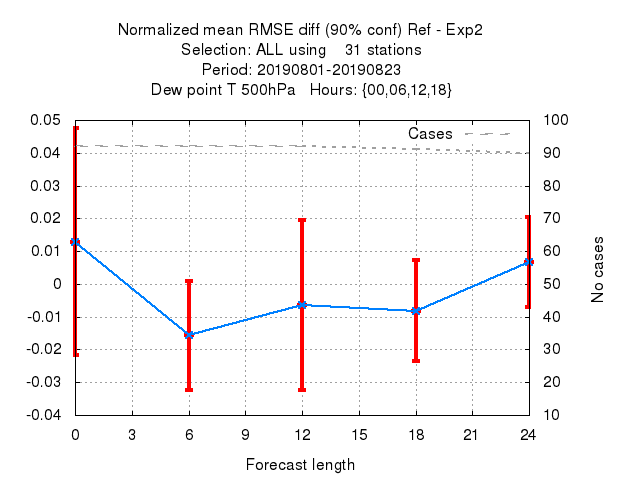 Normalized mean RMSE diff (90% conf) Ref - Exp2
Selection: ALL using 31 stations
Period: 20190801-20190823
Dew point T 500hPa Hours: {00,06,12,18}
0.05
0.04
0.03
0.02
0.01
0
-0.01
-0.02
-0.03
-0.04
Cases
100
90
80
70
60
50
40
30
20
10
No cases
0 3 6 9 12 15 18 21 24
Forecast length